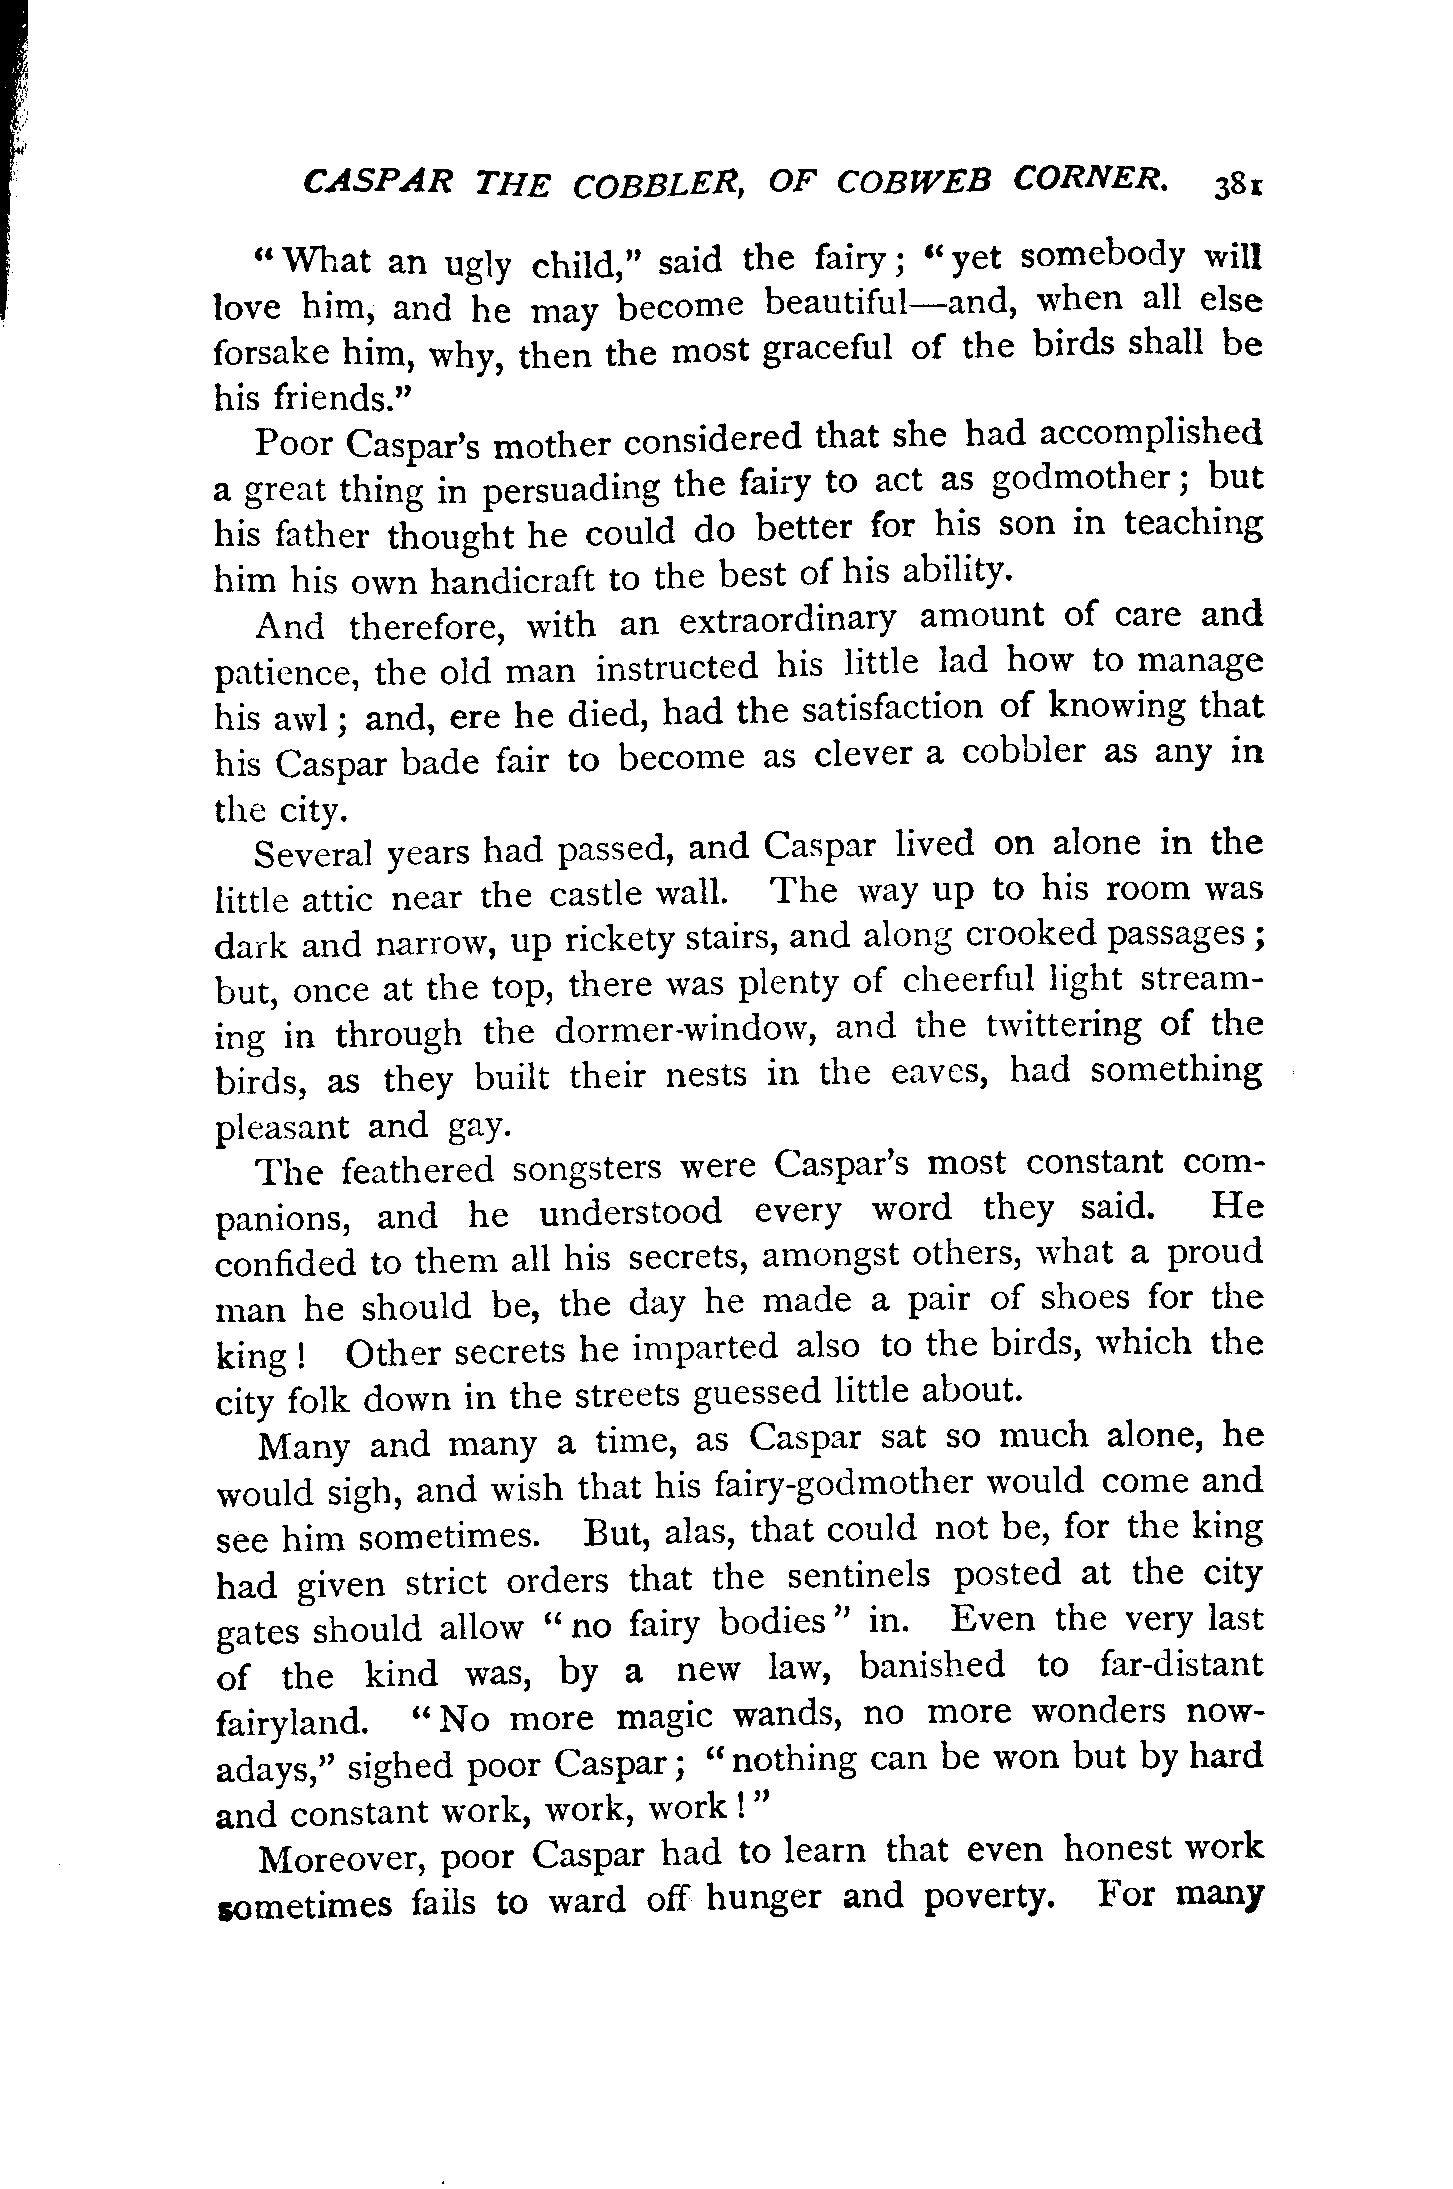 CASPAR THE COBBLER, OF COBWEB CORNER. 381
"What an ugly child," said the fairy; "yet somebody will
love him, and he may become beautiful—and, when all else
forsake him, why, then the most graceful of the birds shall be
his friends."
Poor Caspar's mother considered that she had accomplished
a great thing in persuading the fairy to act as godmother; but
his father thought he could do better for his son in teaching
him his own handicraft to the best of his ability.
And therefore, with an extraordinary amount of care and
patience, the old man instructed his little lad how to manage
his awl; and, ere he died, had the satisfaction of knowing that
his Caspar bade fair to become as clever a cobbler as any in
the city.
Several years had passed, and Caspar lived on alone in the
little attic near the castle wall. The way up to his room was
dark and narrow, up rickety stairs, and along crooked passages;
but, once at the top, there was plenty of cheerful light stream-
ing in through the dormer-window, and the twittering of the
birds, as they built their nests in the eaves, had something
pleasant and gay.
The feathered songsters were Caspar's most constant com-
panions, and he understood every word they said. He
confided to them all his secrets, amongst others, what a proud
man he should be, the day he made a pair of shoes for the
king! Other secrets he imparted also to the birds, which the
city folk down in the streets guessed little about.
Many and many a time, as Caspar sat so much alone, he
would sigh, and wish that his fairy-godmother would come and
see him sometimes. But, alas, that could not be, for the king
had given strict orders that the sentinels posted at the city
gates should allow "no fairy bodies" in. Even the very last
of the kind was, by a new law, banished to far-distant
fairyland. "No more magic wands, no more wonders now-
adays," sighed poor Caspar; "nothing can be won but by hard
and constant work, work, work!"
Moreover, poor Caspar had to learn that even honest work
sometimes fails to ward off hunger and poverty. For many